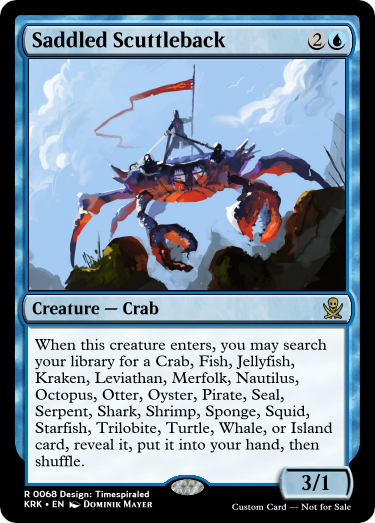 Saddled Scuttleback 2
Creature — Crab
When this creature enters, you may search
your library for a Crab, Fish, Jellyfish,
Kraken, Leviathan, Merfolk, Nautilus,
Octopus, Otter, Oyster, Pirate, Seal,
Serpent, Shark, Shrimp, Sponge, Squid,
Starfish, Trilobite, Turtle, Whale, or Island
card, reveal it, put it into your hand, then
shuffle.
3/1
R 0068 Design: Timespiraled
KRK • EN Dominik Mayer
Custom Card — Not for Sale